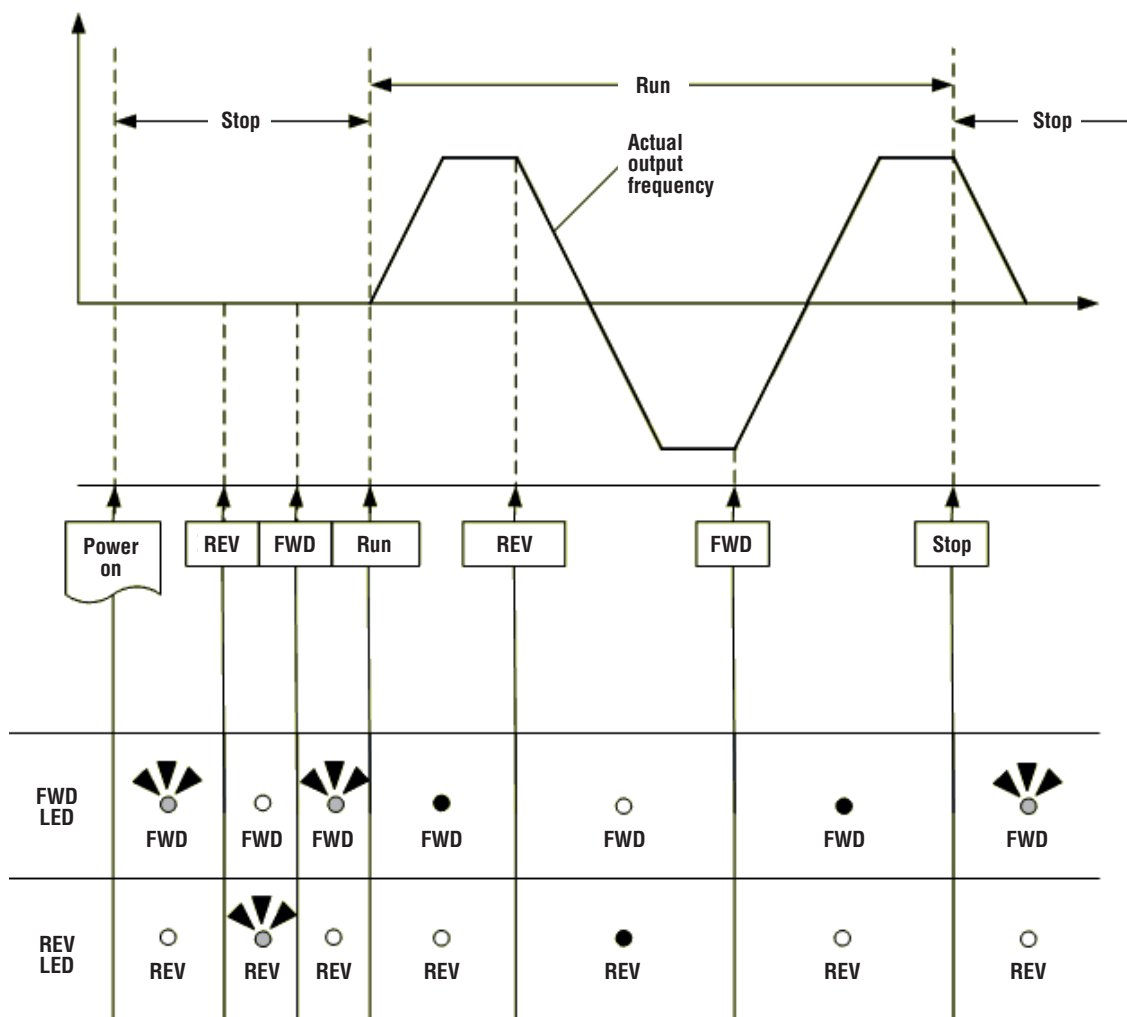 Run
Stop
Stop
Actual
output
frequency
Power
on
REV
FWD
Run
REV
FWD
Stop
FWD
LED
FWD
FWD
FWD
FWD
FWD
FWD
FWD
REV
LED
REV
REV
REV
REV
REV
REV
REV